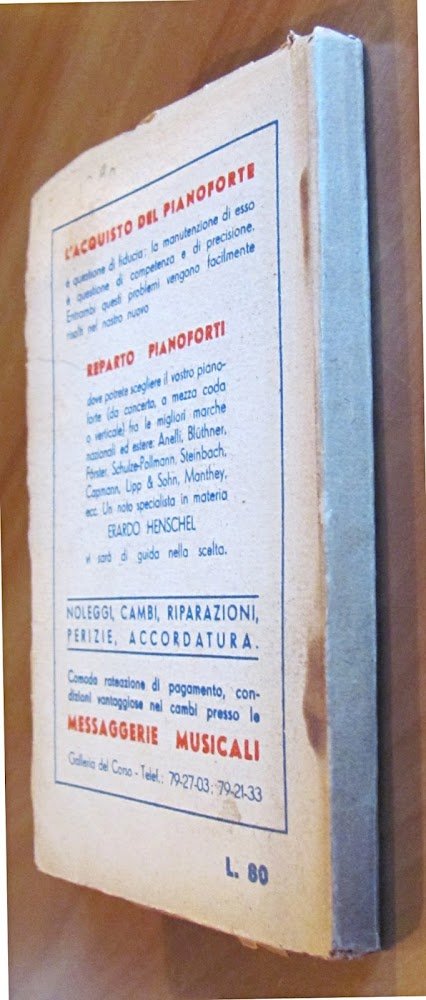 L'ACQUISTO DEL PIANOFORTE
è questione di fiducia: la manutenzione di esso
è questione di competenza e di precisione.
Entrambi questi problemi vengono facilmente
risolti nel nostro nuovo
REPARTO PIANOFORTI
dove potrete scegliere il vostro piano-
forte (da concerto, a mezza coda
o verticale) fra le migliori marche
nazionali ed estere: Anelli, Blüthner,
Förster, Schulze-Pollmann, Steinbach,
Capmann, Lipp & Sohn, Manthey,
ecc. Un noto specialista in materia
ERARDO HENSCHEL
vi sarà di guida nella scelta.
NOLEGGI, CAMBI, RIPARAZIONI,
PERIZIE, ACCORDATURA.
Comoda rateazione di pagamento, con-
dizioni vantaggiose nei cambi presso le
MESSAGGERIE MUSICALI
Galleria del Corso - Telef.: 79-27-03; 79-21-33
L. 80